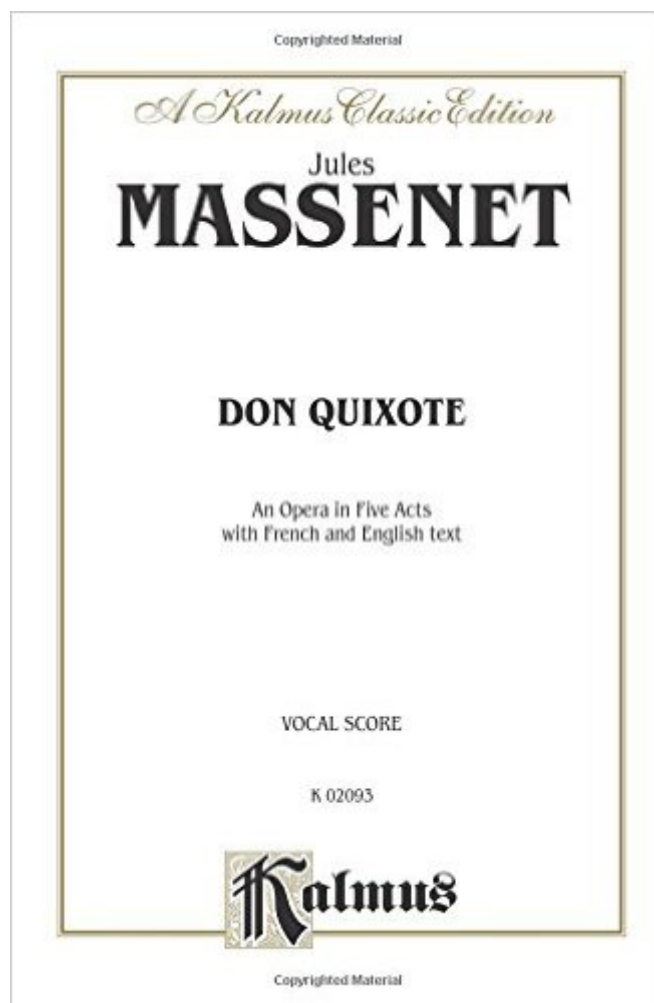 Copyrighted Material
A Kalmus Classic Edition
Jules
MASSENET
DON QUIXOTE
An Opera in Five Acts
with French and English text
VOCAL SCORE
K 02093
Kalmus
Copyrighted Material